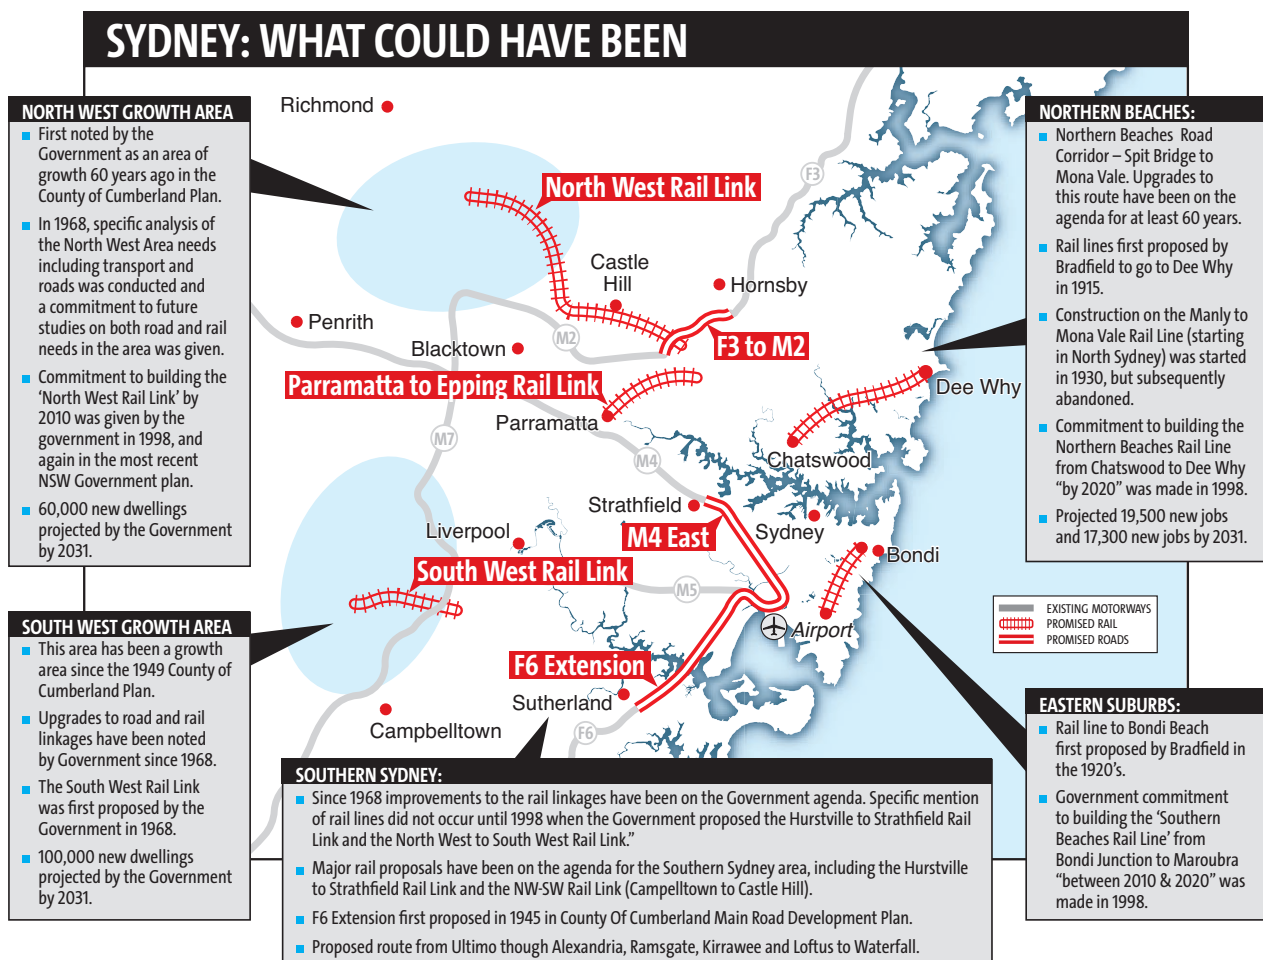 SYDNEY: WHAT COULD HAVE BEEN
NORTH WEST GROWTH AREA
First noted by the
Government as an area of
growth 60 years ago in the
County of Cumberland Plan.
In 1968, specific analysis of
the North West Area needs
including transport and
roads was conducted and
a commitment to future
studies on both road and rail
needs in the area was given.
Commitment to building the
‘North West Rail Link’ by
2010 was given by the
government in 1998, and
again in the most recent
NSW Government plan.
60,000 new dwellings
projected by the Government
by 2031.
SOUTH WEST GROWTH AREA
This area has been a growth
area since the 1949 County of
Cumberland Plan.
Upgrades to road and rail
linkages have been noted
by Government since 1968.
The South West Rail Link
was first proposed by the
Government in 1968.
100,000 new dwellings
projected by the Government
by 2031.
Richmond
North West Rail Link
F3
Castle
Hill
Hornsby
Penrith
M2
F3 to M2
Blacktown
Parramatta to Epping Rail Link
Dee Why
Parramatta
M7
M4
Chatswood
Strathfield
M4 East
Sydney
Liverpool
Bondi
South West Rail Link
M5
Airport
F6 Extension
Sutherland
Campbelltown
F6
EXISTING MOTORWAYS
PROMISED RAIL
PROMISED ROADS
NORTHERN BEACHES:
Northern Beaches Road
Corridor – Spit Bridge to
Mona Vale. Upgrades to
this route have been on the
agenda for at least 60 years.
Rail lines first proposed by
Bradfield to go to Dee Why
in 1915.
Construction on the Manly to
Mona Vale Rail Line (starting
in North Sydney) was started
in 1930, but subsequently
abandoned.
Commitment to building the
Northern Beaches Rail Line
from Chatswood to Dee Why
“by 2020” was made in 1998.
Projected 19,500 new jobs
and 17,300 new jobs by 2031.
EASTERN SUBURBS:
Rail line to Bondi Beach
first proposed by Bradfield in
the 1920’s.
Government commitment
to building the ‘Southern
Beaches Rail Line’ from
Bondi Junction to Maroubra
“between 2010 & 2020” was
made in 1998.
SOUTHERN SYDNEY:
Since 1968 improvements to the rail linkages have been on the Government agenda. Specific mention
of rail lines did not occur until 1998 when the Government proposed the Hurstville to Strathfield Rail
Link and the North West to South West Rail Link.”
Major rail proposals have been on the agenda for the Southern Sydney area, including the Hurstville
to Strathfield Rail Link and the NW-SW Rail Link (Campelltown to Castle Hill).
F6 Extension first proposed in 1945 in County Of Cumberland Main Road Development Plan.
Proposed route from Ultimo though Alexandria, Ramsgate, Kirrawee and Loftus to Waterfall.